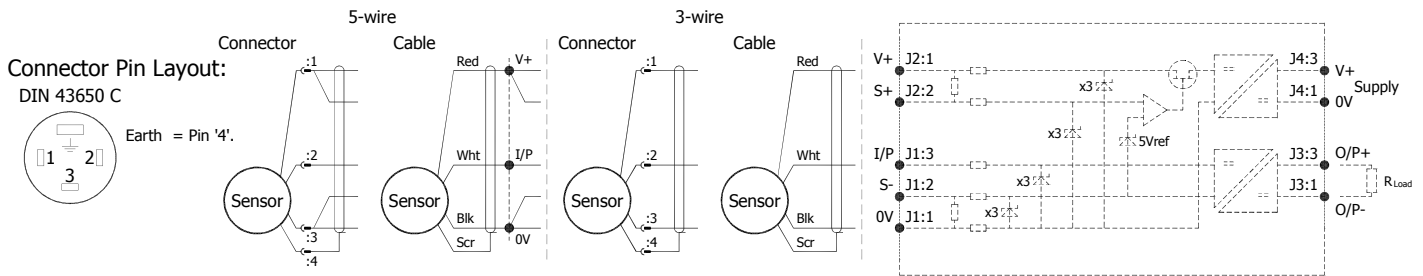 5-wire
3-wire
Connector
Cable
Connector
Cable
Connector Pin Layout:
DIN 43650 C
1
2
3
Earth = Pin '4'.
:1
:2
:3
:4
Sensor
Red
Wht
Blk
Scr
Sensor
V+
I/P
0V
:1
:2
:3
:4
Sensor
Red
Wht
Blk
Scr
Sensor
V+ J2:1
S+ J2:2
I/P J1:3
S- J1:2
0V J1:1
x3
x3
x3
x3
5Vref
J4:3 V+
Supply
J4:1 0V
J3:3 O/P+
J3:1
O/P-
RLoad